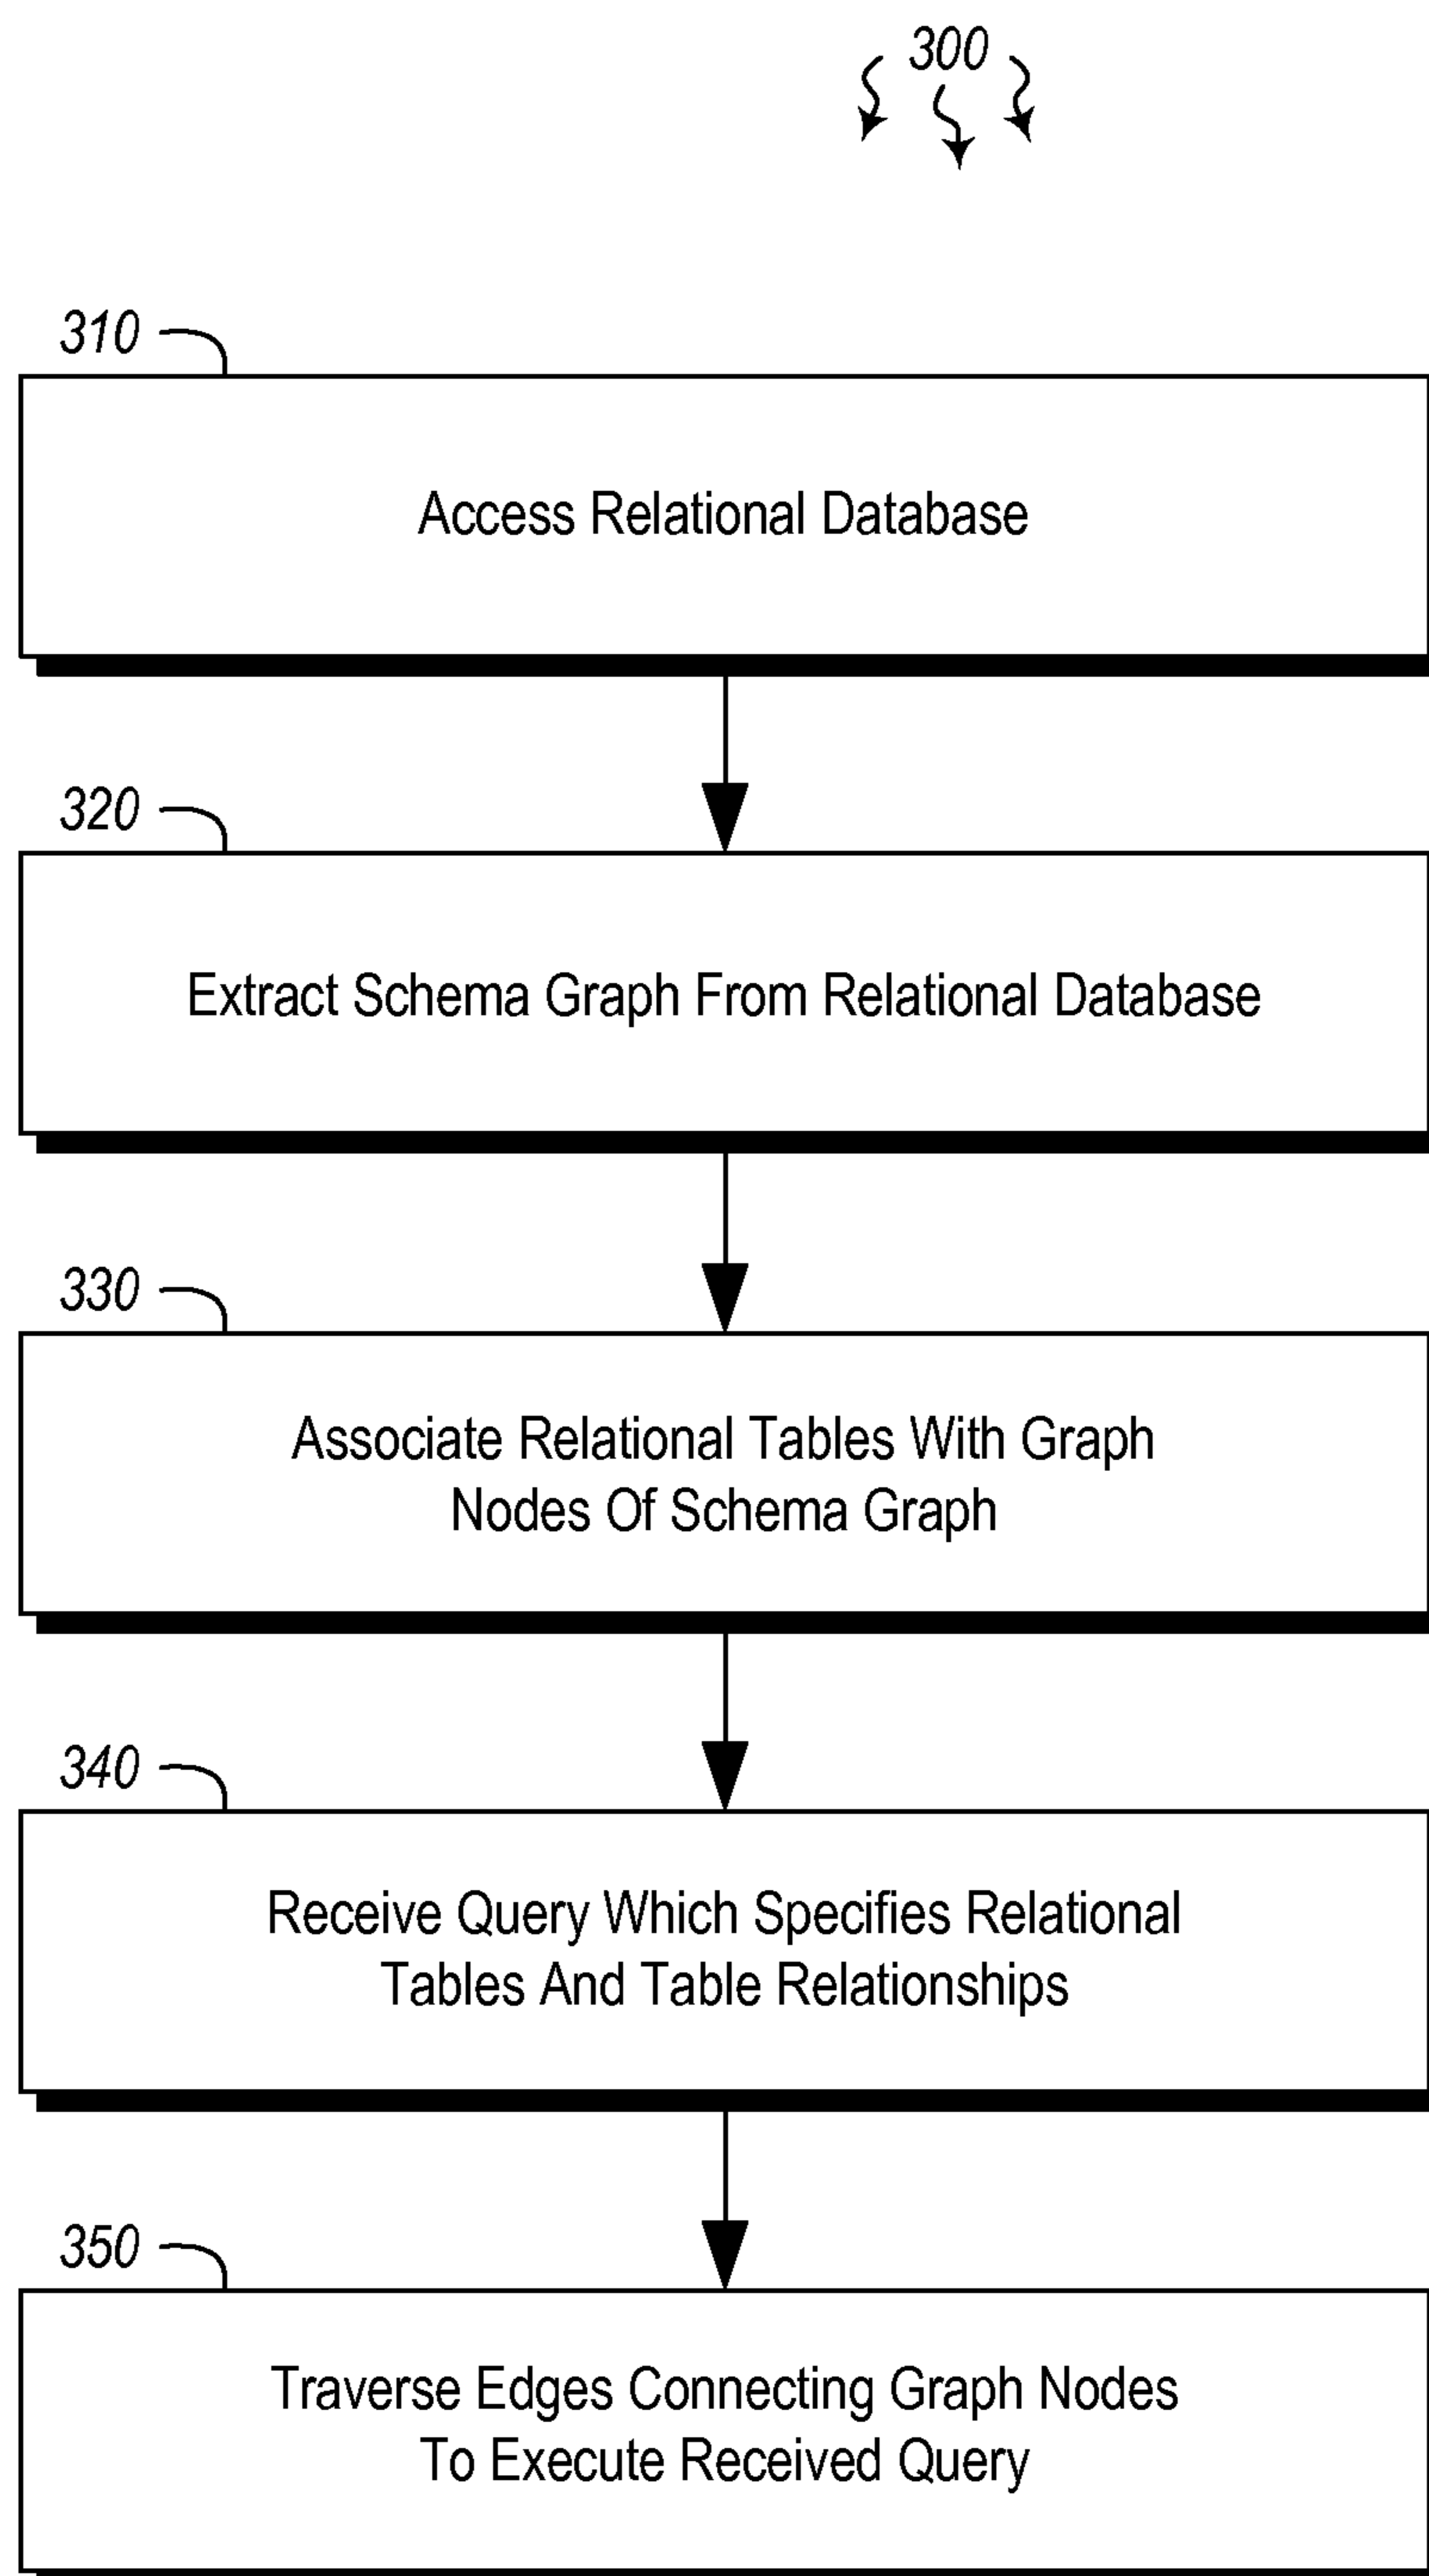 300
310
Access Relational Database
320
Extract Schema Graph From Relational Database
330
Associate Relational Tables With Graph
Nodes Of Schema Graph
340
Receive Query Which Specifies Relational
Tables And Table Relationships
350
Traverse Edges Connecting Graph Nodes
To Execute Received Query